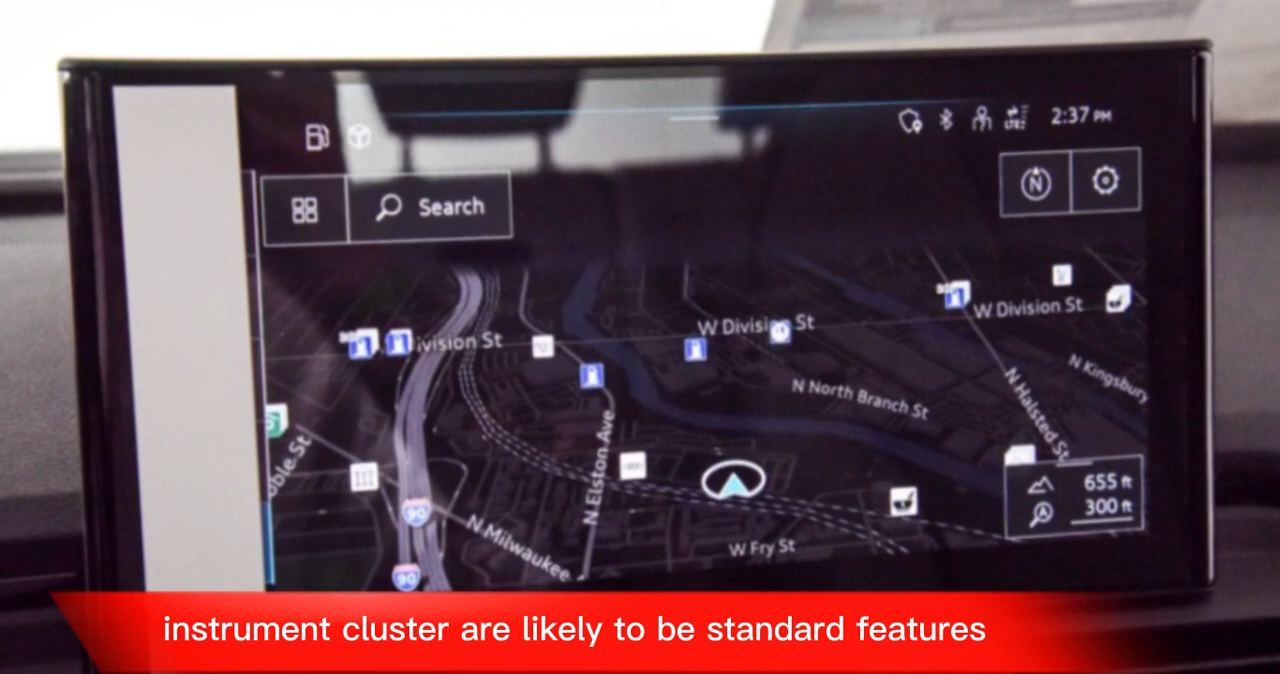 2:37 PM
LTE
N
Search
W Division St
W Division St
ivision St
N Kingsbury
N North Branch St
N Halsted St
N Elston Ave
655 ft
300 ft
90
N Milwaukee
W Fry St
90
instrument cluster are likely to be standard features